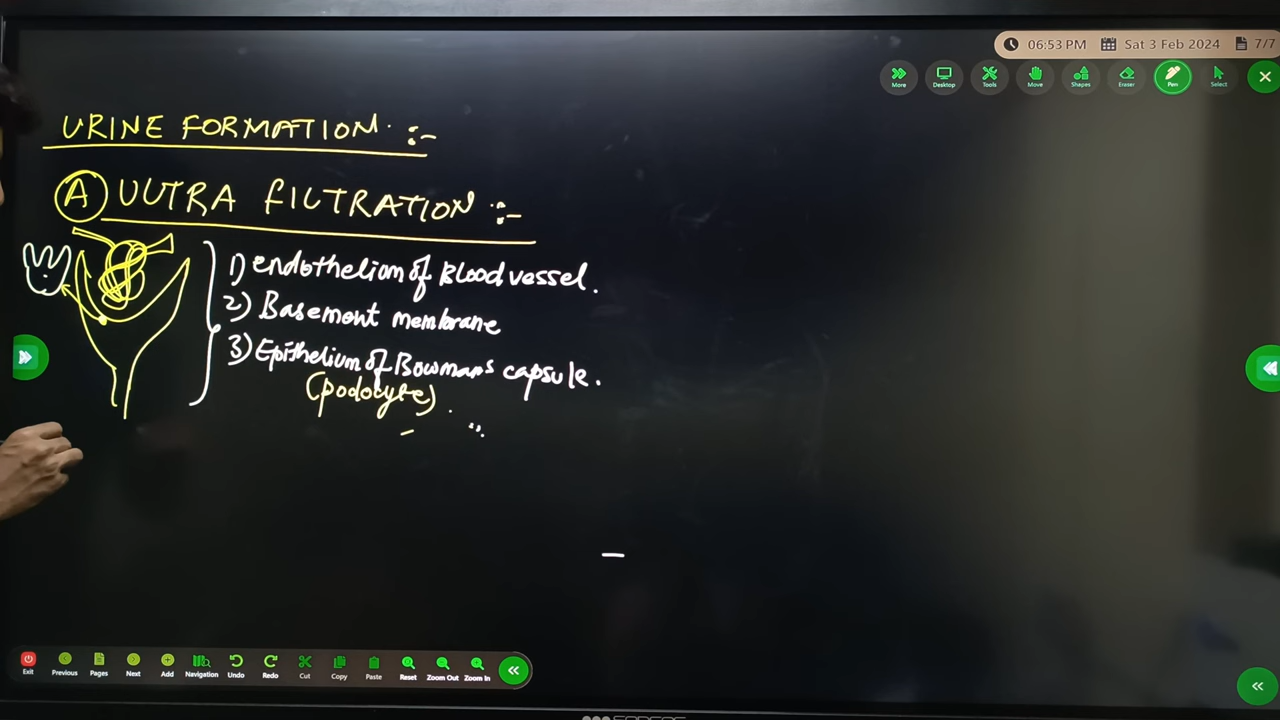 06:53 PM Sat 3 Feb 2024 7/7
More Desktop Tools Move Shapes Eraser Pen Select
URINE FORMATION :-
A ULTRA FILTRATION :-
1) endothelium of Blood vessel.
2) Basement membrane
3) Epithelium of Bowmans capsule.
(podocyte)
Exit Previous Pages Next Add Navigation Undo Redo Cut Copy Paste Reset Zoom Out Zoom In